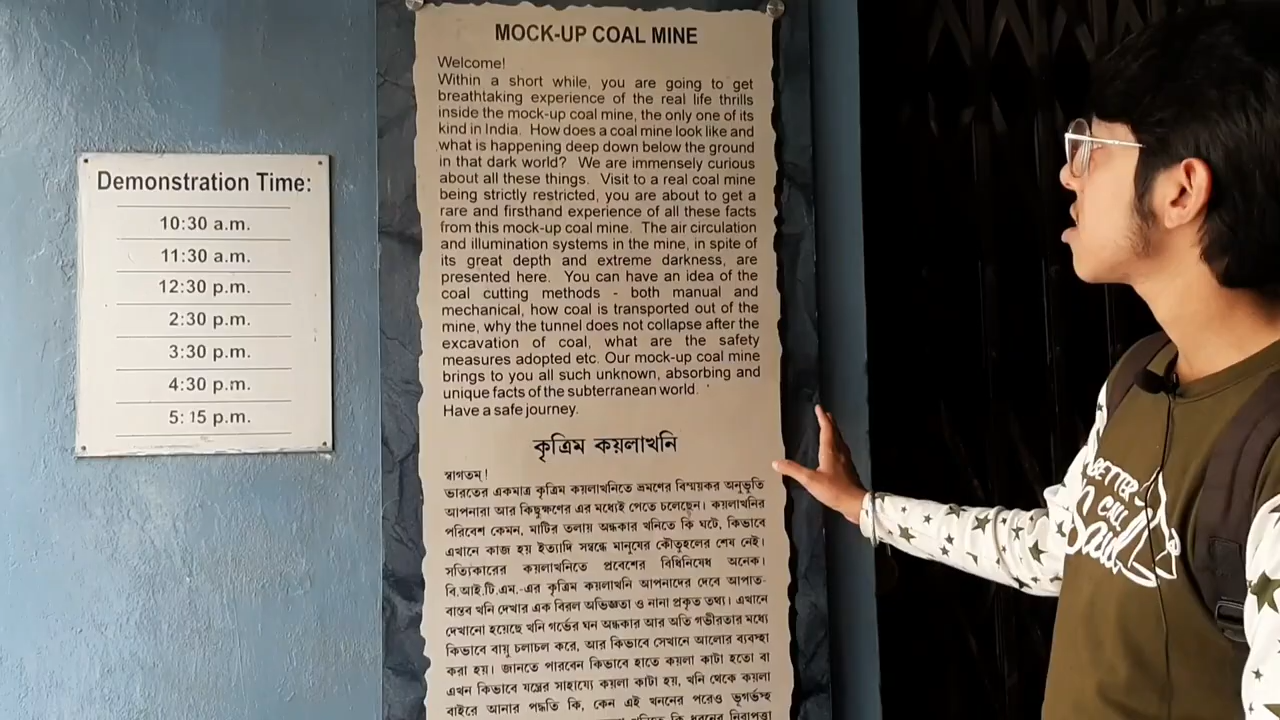 Demonstration Time:
10:30 a.m.
11:30 a.m.
12:30 p.m.
2:30 p.m.
3:30 p.m.
4:30 p.m.
5:15 p.m.
MOCK-UP COAL MINE
Welcome!
Within a short while, you are going to get
breathtaking experience of the real life thrills
inside the mock-up coal mine, the only one of its
kind in India. How does a coal mine look like and
what is happening deep down below the ground
in that dark world? We are immensely curious
about all these things. Visit to a real coal mine
being strictly restricted, you are about to get a
rare and firsthand experience of all these facts
from this mock-up coal mine. The air circulation
and illumination systems in the mine, in spite of
its great depth and extreme darkness, are
presented here. You can have an idea of the
coal cutting methods - both manual and
mechanical, how coal is transported out of the
mine, why the tunnel does not collapse after the
excavation of coal, what are the safety
measures adopted etc. Our mock-up coal mine
brings to you all such unknown, absorbing and
unique facts of the subterranean world.
Have a safe journey.
কৃত্রিম কয়লাখনি
স্বাগতম্!
ভারতের একমাত্র কৃত্রিম কয়লাখনিতে ভ্রমণের বিস্ময়কর অনুভূতি
আপনারা আর কিছুক্ষণের এর মধ্যেই পেতে চলেছেন। কয়লাখনির
পরিবেশ কেমন, মাটির তলায় অন্ধকার খনিতে কি ঘটে, কিভাবে
এখানে কাজ হয় ইত্যাদি সম্বন্ধে মানুষের কৌতুহলের শেষ নেই।
সত্যিকারের কয়লাখনিতে প্রবেশের বিধিনিষেধ অনেক।
বি.আই.টি.এম.-এর কৃত্রিম কয়লাখনি আপনাদের দেবে আপাত-
বাস্তব খনি দেখার এক বিরল অভিজ্ঞতা ও নানা প্রকৃত তথ্য। এখানে
দেখানো হয়েছে খনি গর্ভের ঘন অন্ধকার আর অতি গভীরতার মধ্যে
কিভাবে বায়ু চলাচল করে, আর কিভাবে সেখানে আলোর ব্যবস্থা
করা হয়। জানতে পারবেন কিভাবে হাতে কয়লা কাটা হতো বা
এখন কিভাবে যন্ত্রের সাহায্যে কয়লা কাটা হয়, খনি থেকে কয়লা
বাইরে আনার পদ্ধতি কি, কেন এই খননের পরেও ভূগর্ভস্থ
কি ধরনের নিরাপত্তা
BETTER
CALL
Saul